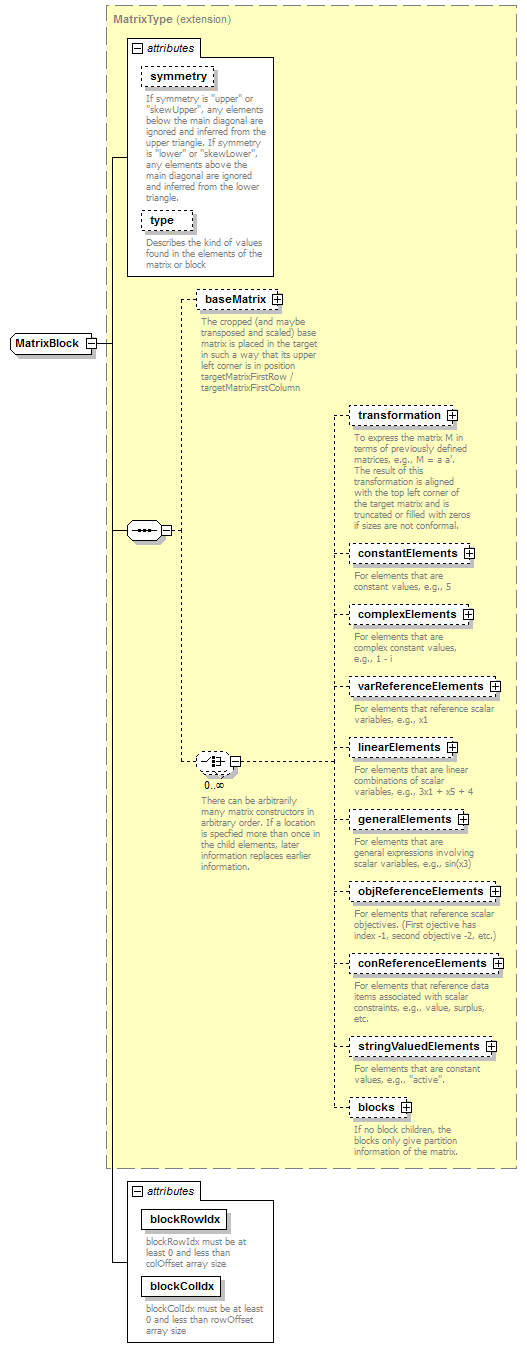 MatrixType (extension)
attributes
symmetry
If symmetry is "upper" or
"skewUpper", any elements
below the main diagonal are
ignored and inferred from the
upper triangle. If symmetry
is "lower" or "skewLower",
any elements above the
main diagonal are ignored
and inferred from the lower
triangle.
type
Describes the kind of values
found in the elements of the
matrix or block
baseMatrix
The cropped (and maybe
transposed and scaled) base
matrix is placed in the target
in such a way that its upper
left corner is in position
targetMatrixFirstRow /
targetMatrixFirstColumn
MatrixBlock
transformation
To express the matrix M in
terms of previously defined
matrices, e.g., M = a a'.
The result of this
transformation is aligned
with the top left corner of
the target matrix and is
truncated or filled with zeros
if sizes are not conformal.
constantElements
For elements that are
constant values, e.g., 5
complexElements
For elements that are
complex constant values,
e.g., 1 - i
varReferenceElements
For elements that reference scalar
variables, e.g., x1
linearElements
For elements that are linear
combinations of scalar
variables, e.g., 3x1 + x5 + 4
0..∞
There can be arbitrarily
many matrix constructors in
arbitrary order. If a location
is specfied more than once in
the child elements, later
information replaces earlier
information.
generalElements
For elements that are
general expressions involving
scalar variables, e.g., sin(x3)
objReferenceElements
For elements that reference scalar
objectives. (First ojective has
index -1, second objective -2, etc.)
conReferenceElements
For elements that reference data
items associated with scalar
constraints, e.g., value, surplus,
etc.
stringValuedElements
For elements that are constant
values, e.g., "active".
blocks
If no block children, the
blocks only give partition
information of the matrix.
attributes
blockRowIdx
blockRowIdx must be at
least 0 and less than
colOffset array size
blockColIdx
blockColIdx must be at least
0 and less than rowOffset
array size